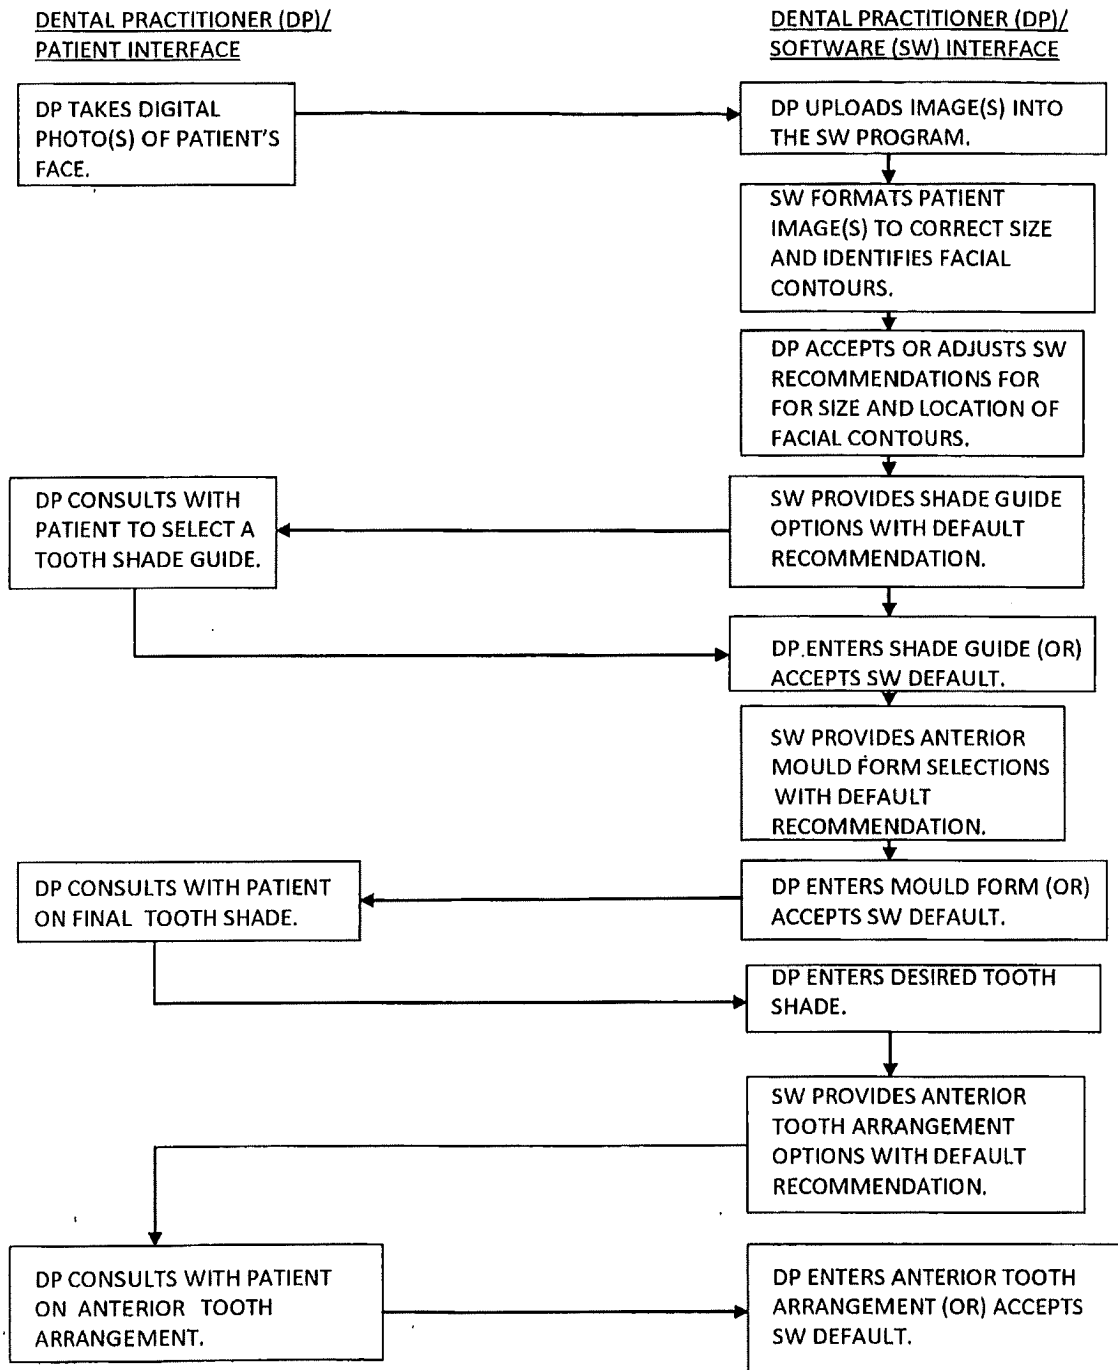 DENTAL PRACTITIONER (DP)/
PATIENT INTERFACE
DENTAL PRACTITIONER (DP)/
SOFTWARE (SW) INTERFACE
DP TAKES DIGITAL
PHOTO(S) OF PATIENT'S
FACE.
DP UPLOADS IMAGE(S) INTO
THE SW PROGRAM.
SW FORMATS PATIENT
IMAGE(S) TO CORRECT SIZE
AND IDENTIFIES FACIAL
CONTOURS.
DP ACCEPTS OR ADJUSTS SW
RECOMMENDATIONS FOR
FOR SIZE AND LOCATION OF
FACIAL CONTOURS.
DP CONSULTS WITH
PATIENT TO SELECT A
TOOTH SHADE GUIDE.
SW PROVIDES SHADE GUIDE
OPTIONS WITH DEFAULT
RECOMMENDATION.
DP ENTERS SHADE GUIDE (OR)
ACCEPTS SW DEFAULT.
SW PROVIDES ANTERIOR
MOULD FORM SELECTIONS
WITH DEFAULT
RECOMMENDATION.
DP CONSULTS WITH PATIENT
ON FINAL TOOTH SHADE.
DP ENTERS MOULD FORM (OR)
ACCEPTS SW DEFAULT.
DP ENTERS DESIRED TOOTH
SHADE.
SW PROVIDES ANTERIOR
TOOTH ARRANGEMENT
OPTIONS WITH DEFAULT
RECOMMENDATION.
DP CONSULTS WITH PATIENT
ON ANTERIOR TOOTH
ARRANGEMENT.
DP ENTERS ANTERIOR TOOTH
ARRANGEMENT (OR) ACCEPTS
SW DEFAULT.